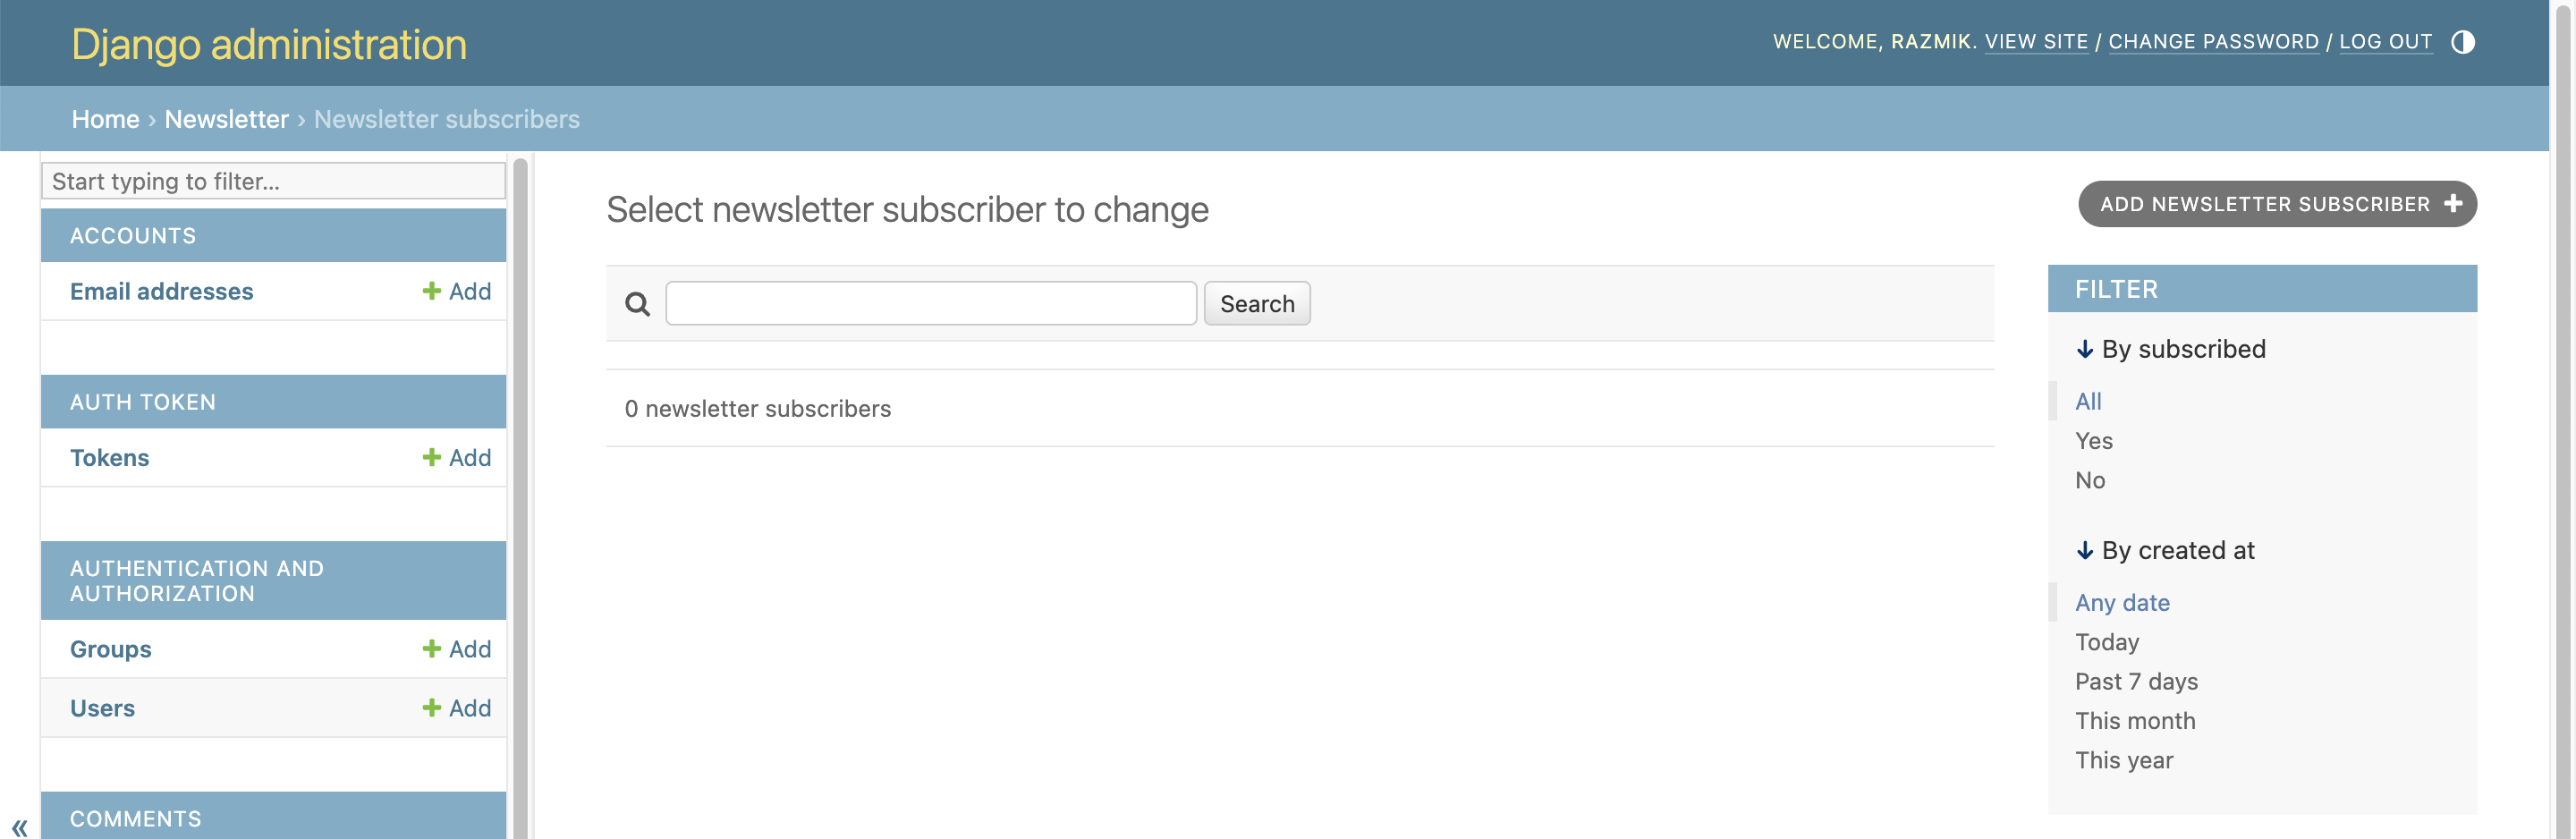 Django administration
WELCOME, RAZMIK. VIEW SITE / CHANGE PASSWORD / LOG OUT
Home › Newsletter › Newsletter subscribers
Start typing to filter...
ACCOUNTS
Email addresses + Add
AUTH TOKEN
Tokens + Add
AUTHENTICATION AND
AUTHORIZATION
Groups + Add
Users + Add
COMMENTS
«
Select newsletter subscriber to change
ADD NEWSLETTER SUBSCRIBER +
Search
0 newsletter subscribers
FILTER
↓ By subscribed
All
Yes
No
↓ By created at
Any date
Today
Past 7 days
This month
This year